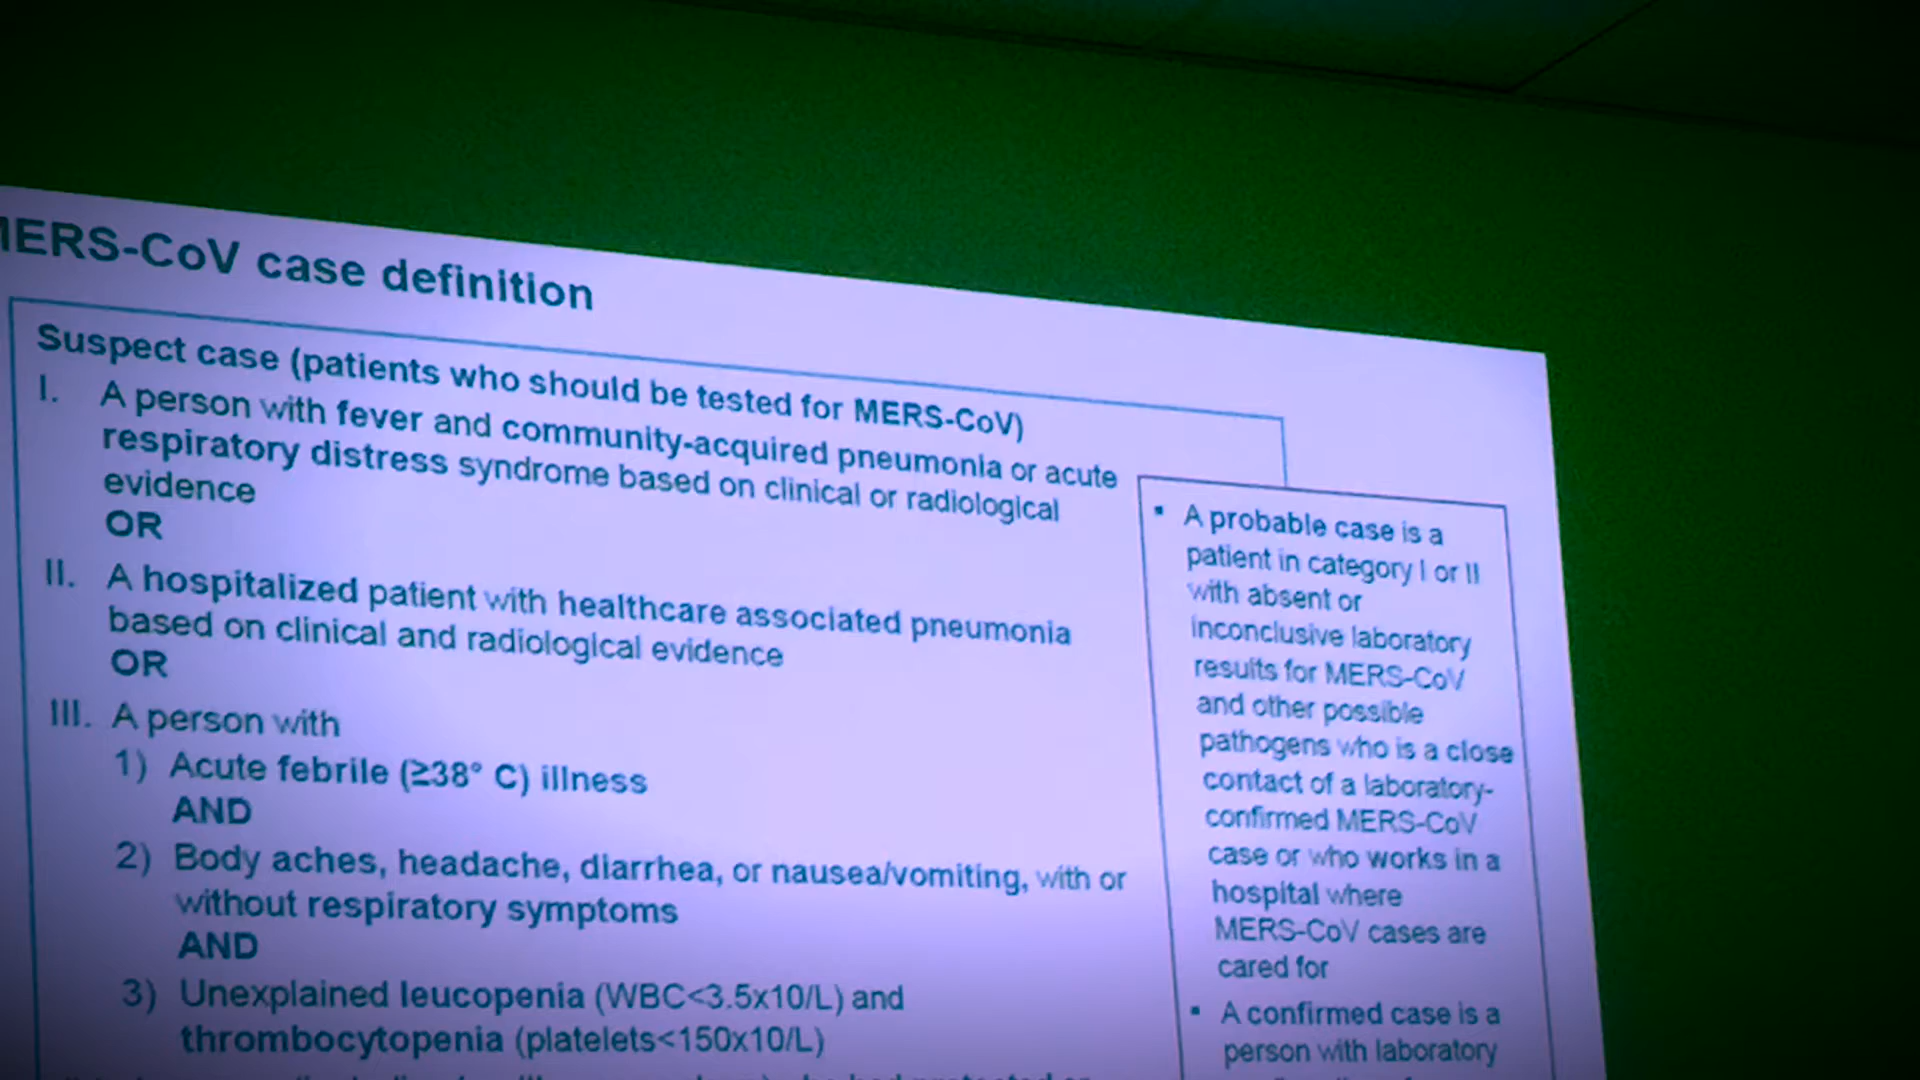 MERS-CoV case definition
Suspect case (patients who should be tested for MERS-CoV)
I. A person with fever and community-acquired pneumonia or acute
respiratory distress syndrome based on clinical or radiological
evidence
OR
II. A hospitalized patient with healthcare associated pneumonia
based on clinical and radiological evidence
OR
III. A person with
1) Acute febrile (≥38° C) illness
AND
2) Body aches, headache, diarrhea, or nausea/vomiting, with or
without respiratory symptoms
AND
3) Unexplained leucopenia (WBC<3.5x10/L) and
thrombocytopenia (platelets<150x10/L)
▪ A probable case is a
patient in category I or II
with absent or
inconclusive laboratory
results for MERS-CoV
and other possible
pathogens who is a close
contact of a laboratory-
confirmed MERS-CoV
case or who works in a
hospital where
MERS-CoV cases are
cared for
▪ A confirmed case is a
person with laboratory